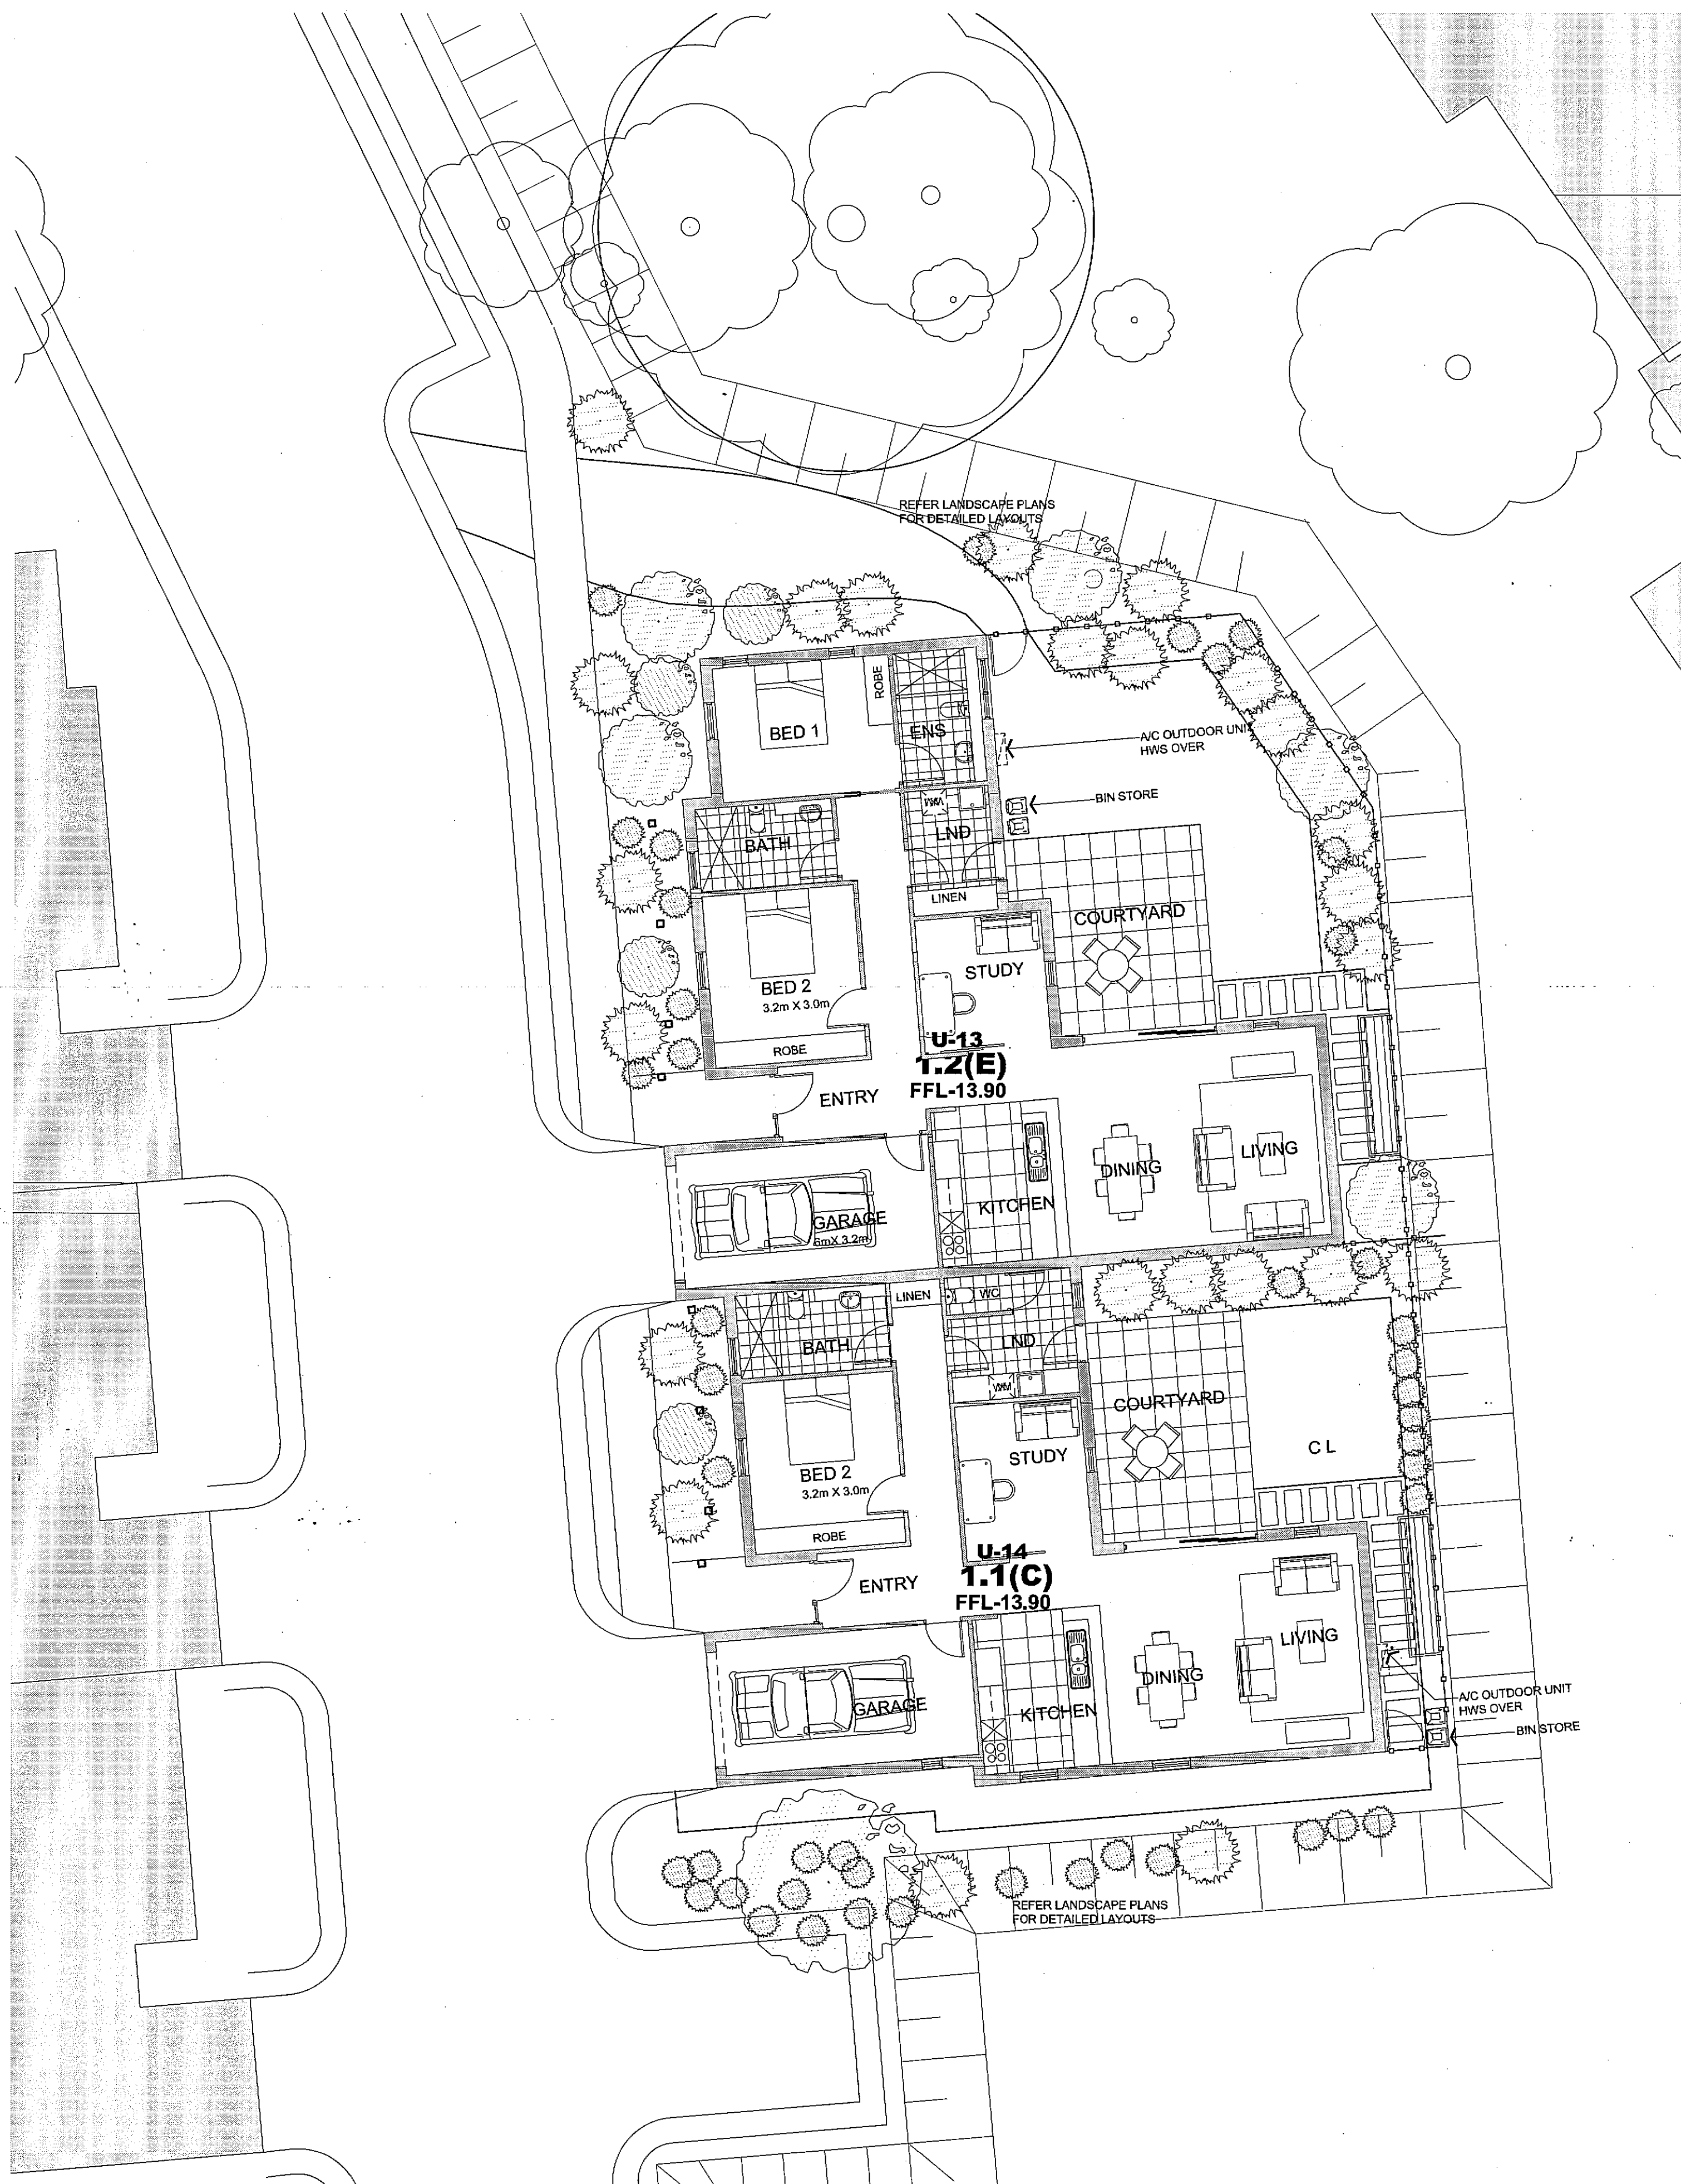 REFER LANDSCAPE PLANS
FOR DETAILED LAYOUTS
ROBE
BED 1
ENS
A/C OUTDOOR UNIT
HWS OVER
BIN STORE
WM
LND
BATH
LINEN
COURTYARD
STUDY
BED 2
3.2m X 3.0m
ROBE
U-13
1.2(E)
FFL-13.90
ENTRY
LIVING
DINING
KITCHEN
GARAGE
6mX 3.2m
LINEN
WC
LND
BATH
WM
COURTYARD
C L
STUDY
BED 2
3.2m X 3.0m
ROBE
U-14
1.1(C)
FFL-13.90
ENTRY
LIVING
DINING
GARAGE
KITCHEN
A/C OUTDOOR UNIT
HWS OVER
BIN STORE
REFER LANDSCAPE PLANS
FOR DETAILED LAYOUTS